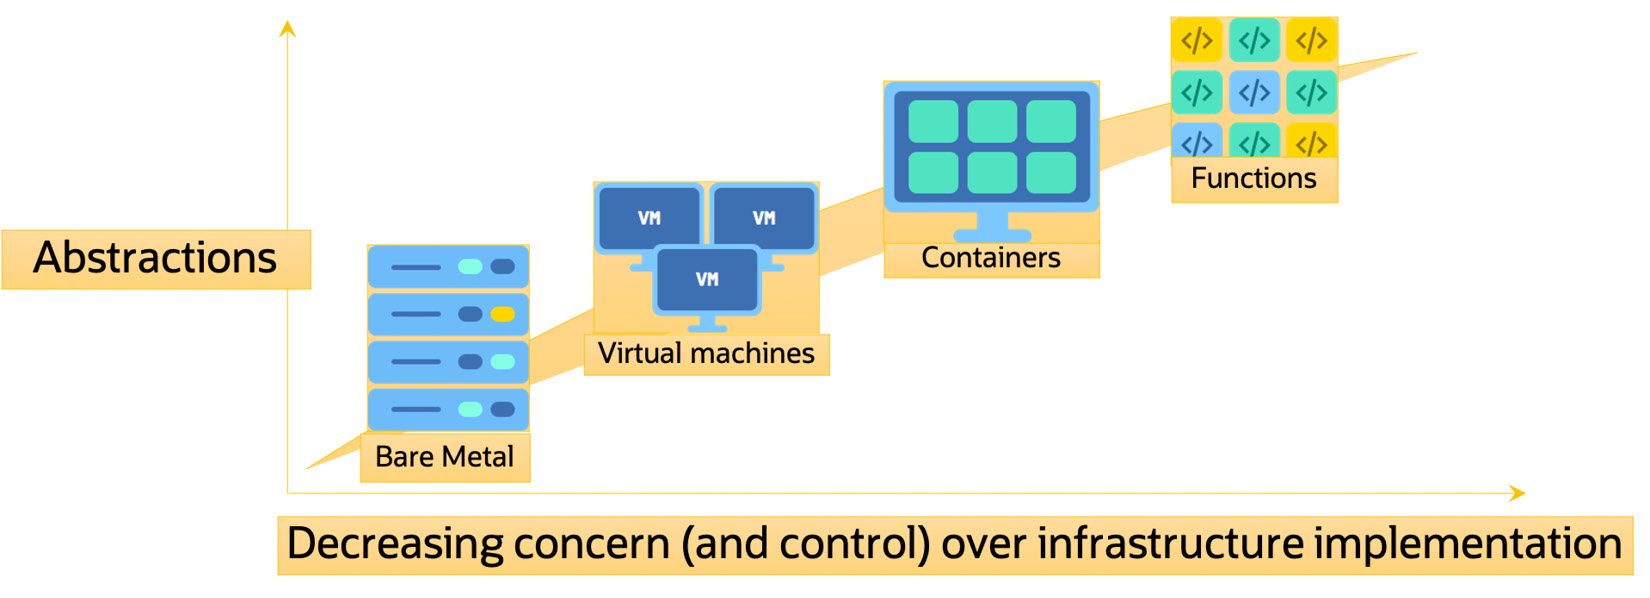 </>
</>
</>
</>
</>
</>
</>
</>
</>
Functions
Containers
VM
VM
VM
Virtual machines
Abstractions
Bare Metal
Decreasing concern (and control) over infrastructure implementation